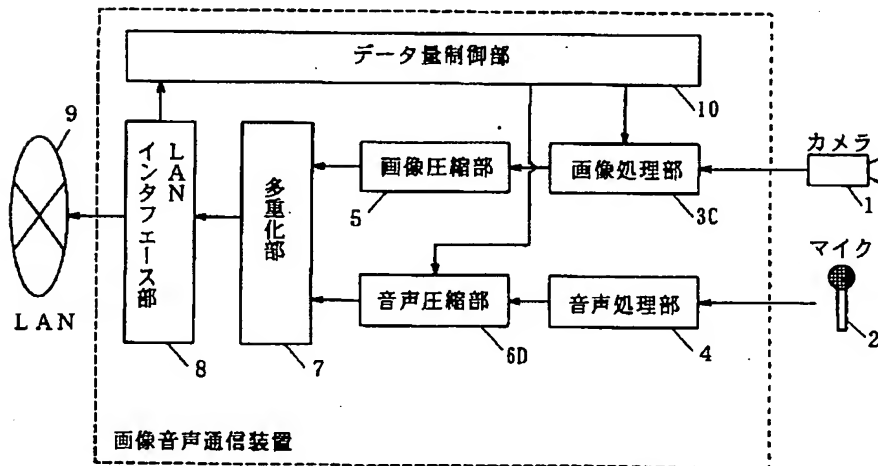 データ量制御部
10
9
LAN
インタフェース部
8
多重化部
7
画像圧縮部
5
画像処理部
3C
カメラ
1
マイク
2
音声圧縮部
6D
音声処理部
4
LAN
画像音声通信装置